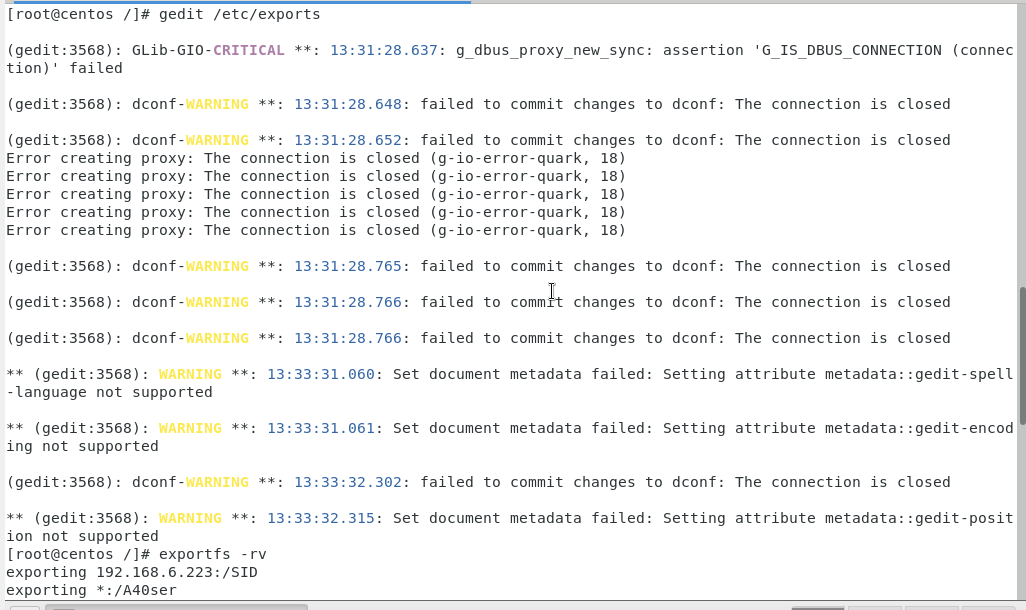 [root@centos /]# gedit /etc/exports
(gedit:3568): GLib-GIO-CRITICAL **: 13:31:28.637: g_dbus_proxy_new_sync: assertion 'G_IS_DBUS_CONNECTION (connec
tion)' failed
(gedit:3568): dconf-WARNING **: 13:31:28.648: failed to commit changes to dconf: The connection is closed
(gedit:3568): dconf-WARNING **: 13:31:28.652: failed to commit changes to dconf: The connection is closed
Error creating proxy: The connection is closed (g-io-error-quark, 18)
Error creating proxy: The connection is closed (g-io-error-quark, 18)
Error creating proxy: The connection is closed (g-io-error-quark, 18)
Error creating proxy: The connection is closed (g-io-error-quark, 18)
Error creating proxy: The connection is closed (g-io-error-quark, 18)
(gedit:3568): dconf-WARNING **: 13:31:28.765: failed to commit changes to dconf: The connection is closed
(gedit:3568): dconf-WARNING **: 13:31:28.766: failed to commit changes to dconf: The connection is closed
(gedit:3568): dconf-WARNING **: 13:31:28.766: failed to commit changes to dconf: The connection is closed
** (gedit:3568): WARNING **: 13:33:31.060: Set document metadata failed: Setting attribute metadata::gedit-spell
-language not supported
** (gedit:3568): WARNING **: 13:33:31.061: Set document metadata failed: Setting attribute metadata::gedit-encod
ing not supported
(gedit:3568): dconf-WARNING **: 13:33:32.302: failed to commit changes to dconf: The connection is closed
** (gedit:3568): WARNING **: 13:33:32.315: Set document metadata failed: Setting attribute metadata::gedit-posit
ion not supported
[root@centos /]# exportfs -rv
exporting 192.168.6.223:/SID
exporting *:/A40ser